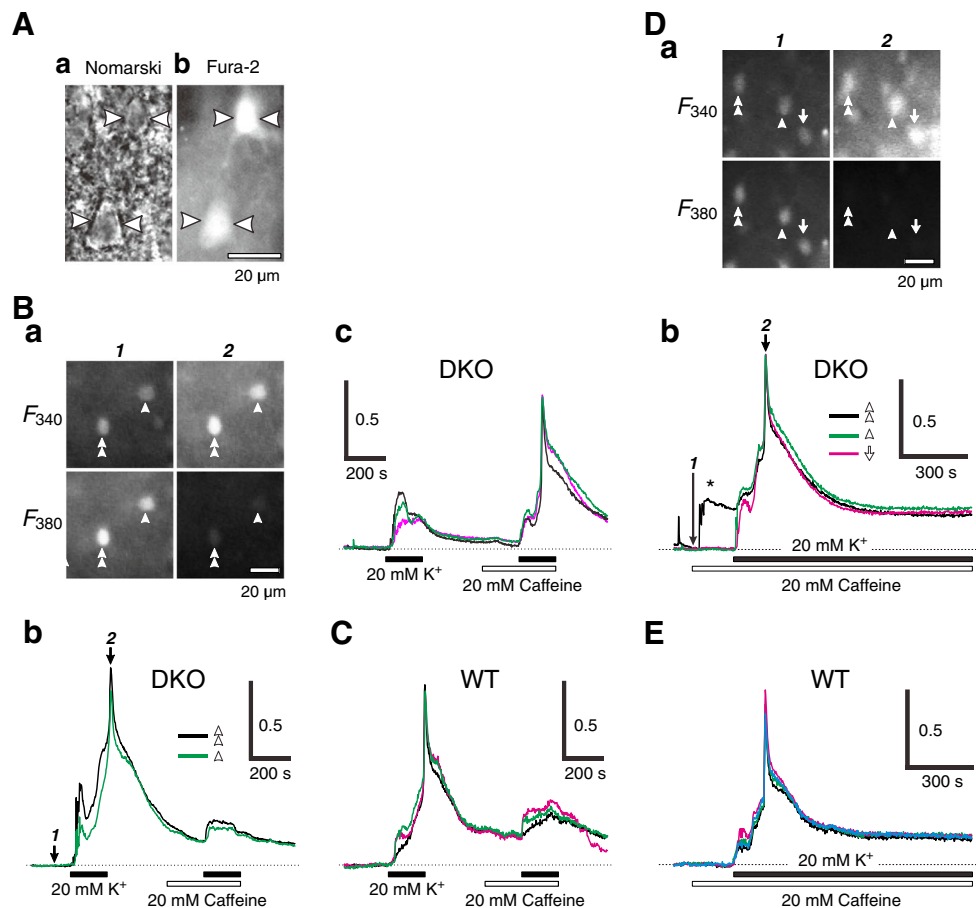 A
a Nomarski
b Fura-2
20 µm
B
a
1 2
F340
F380
20 µm
c
DKO
0.5
200 s
20 mM K+
20 mM Caffeine
D
a
1 2
F340
F380
20 µm
b
2
DKO
0.5
300 s
1
*
20 mM K+
20 mM Caffeine
b
2
DKO
0.5
200 s
1
20 mM K+
20 mM Caffeine
C
WT
0.5
200 s
20 mM K+
20 mM Caffeine
E
WT
0.5
300 s
20 mM K+
20 mM Caffeine